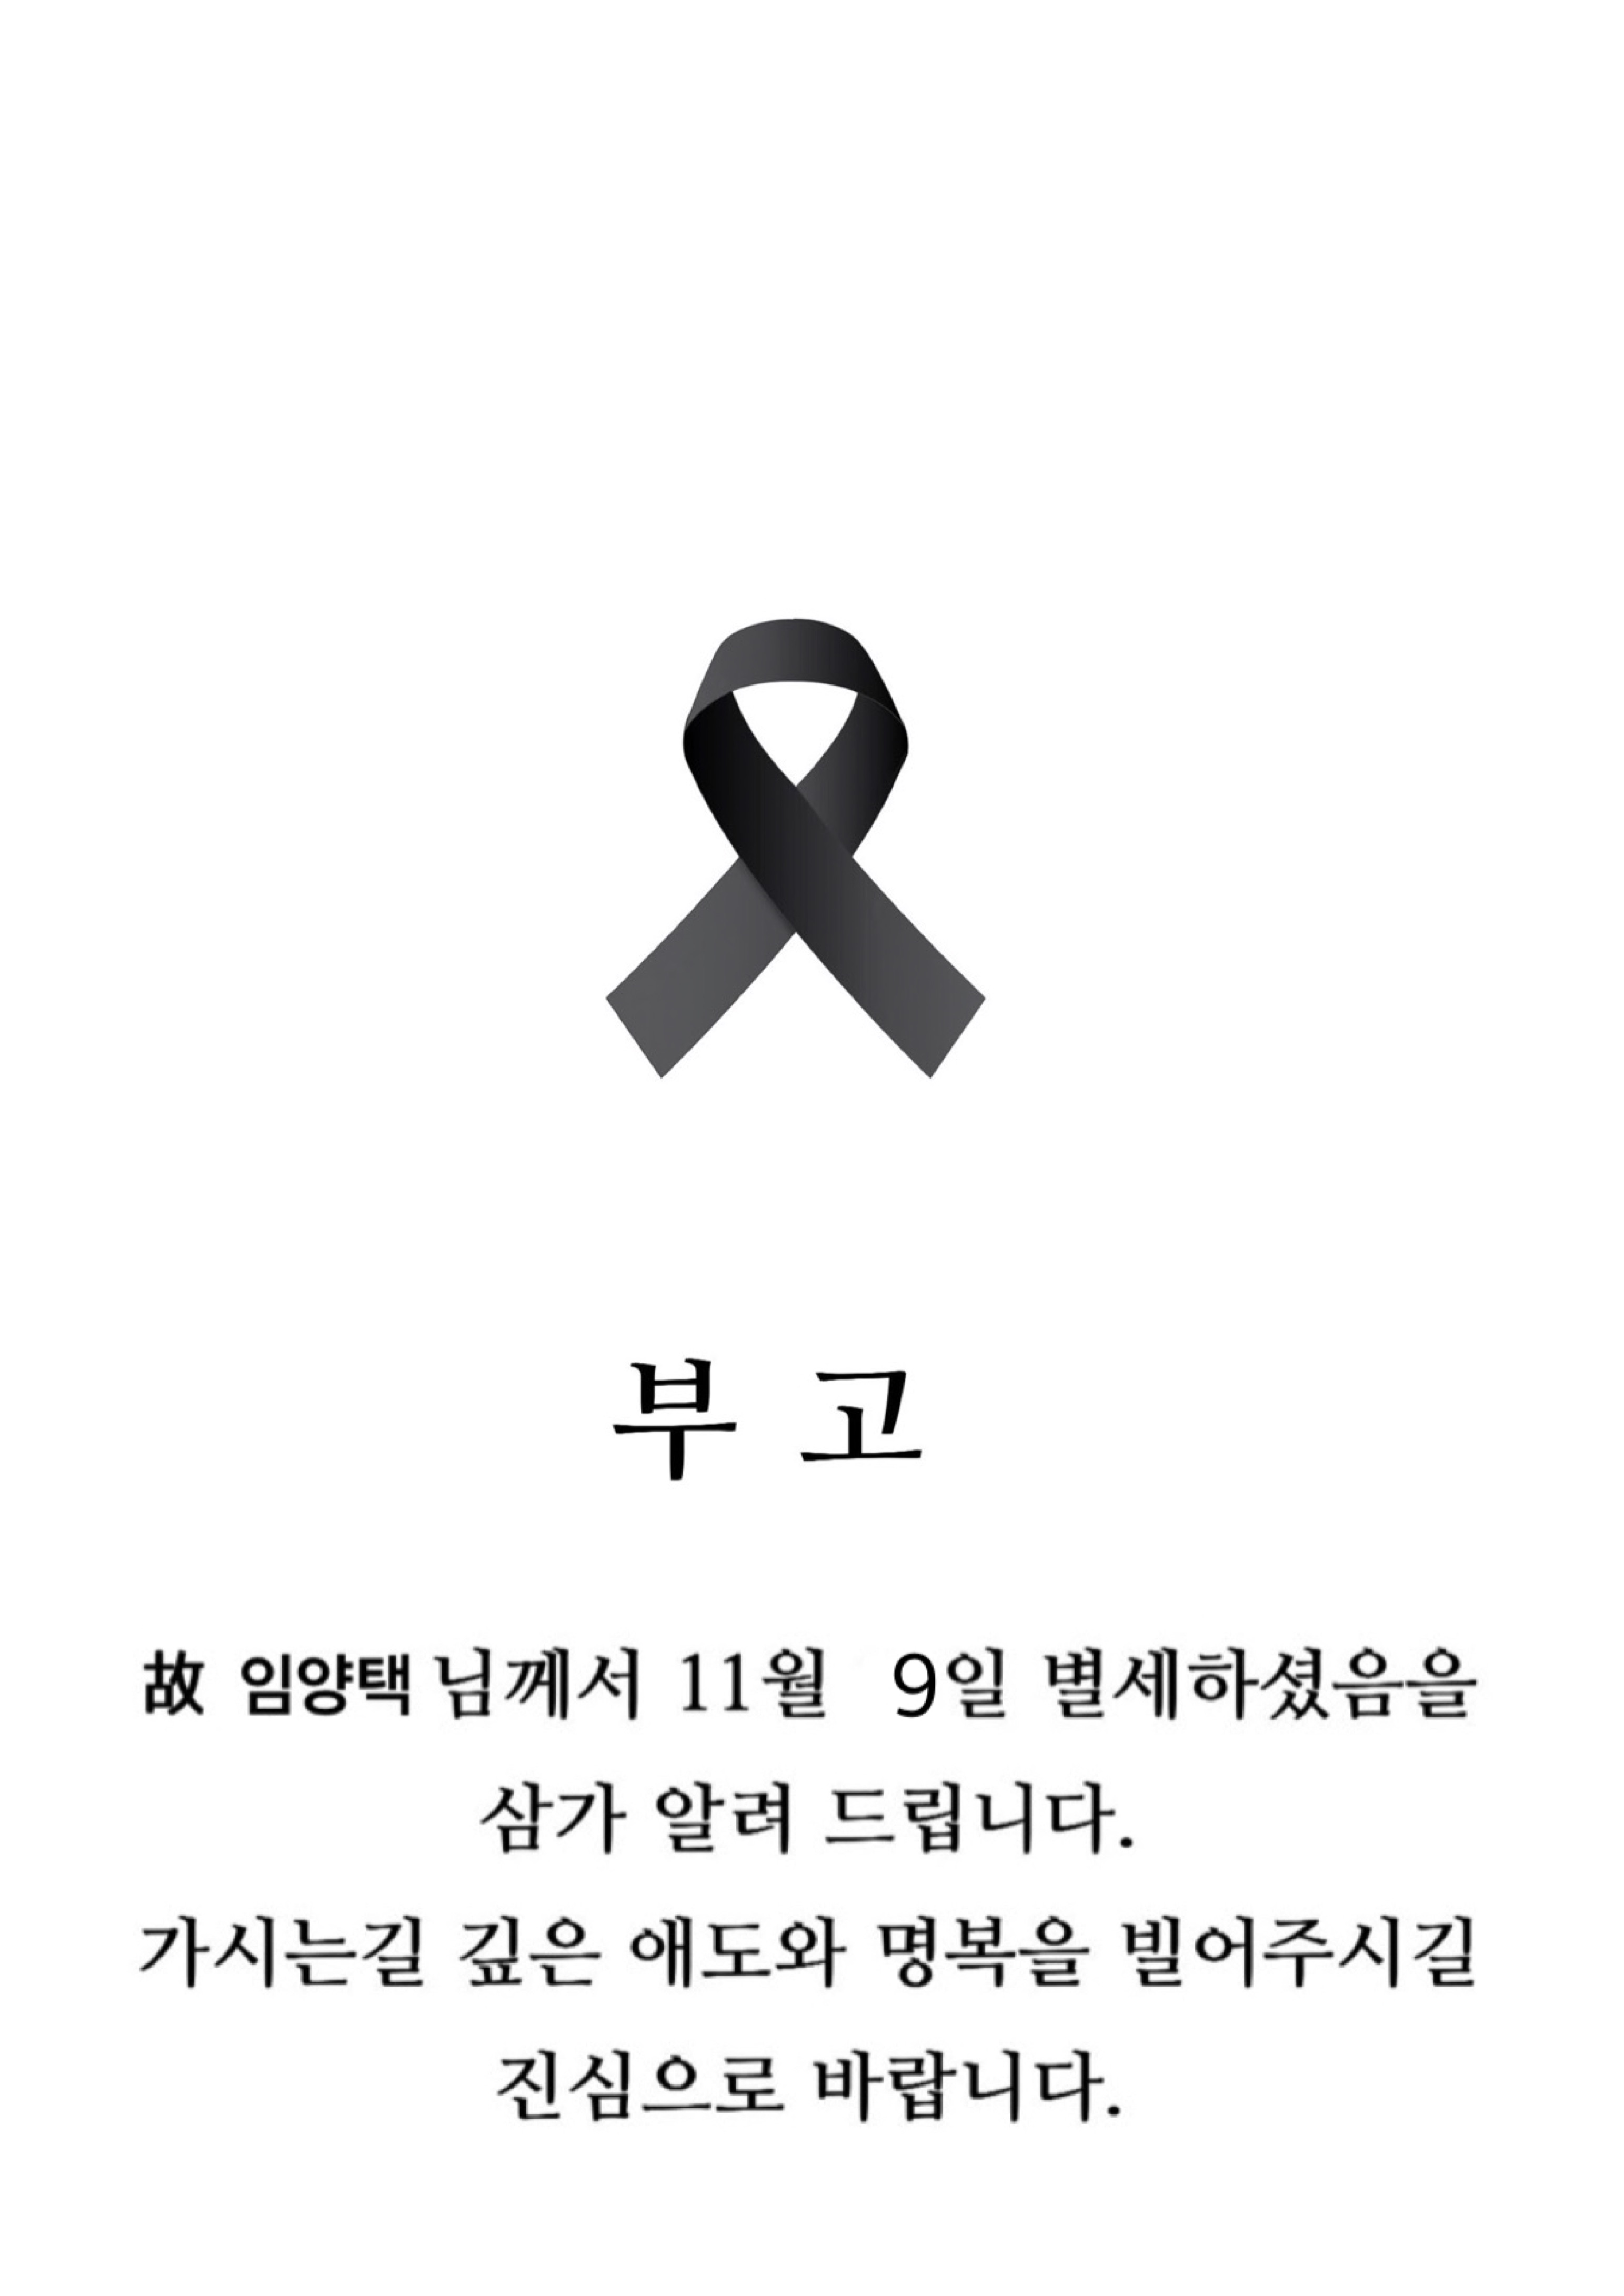 부 고
故 임양택 님께서 11월 9일 별세하셨음을
삼가 알려 드립니다.
가시는길 깊은 애도와 명복을 빌어주시길
진심으로 바랍니다.